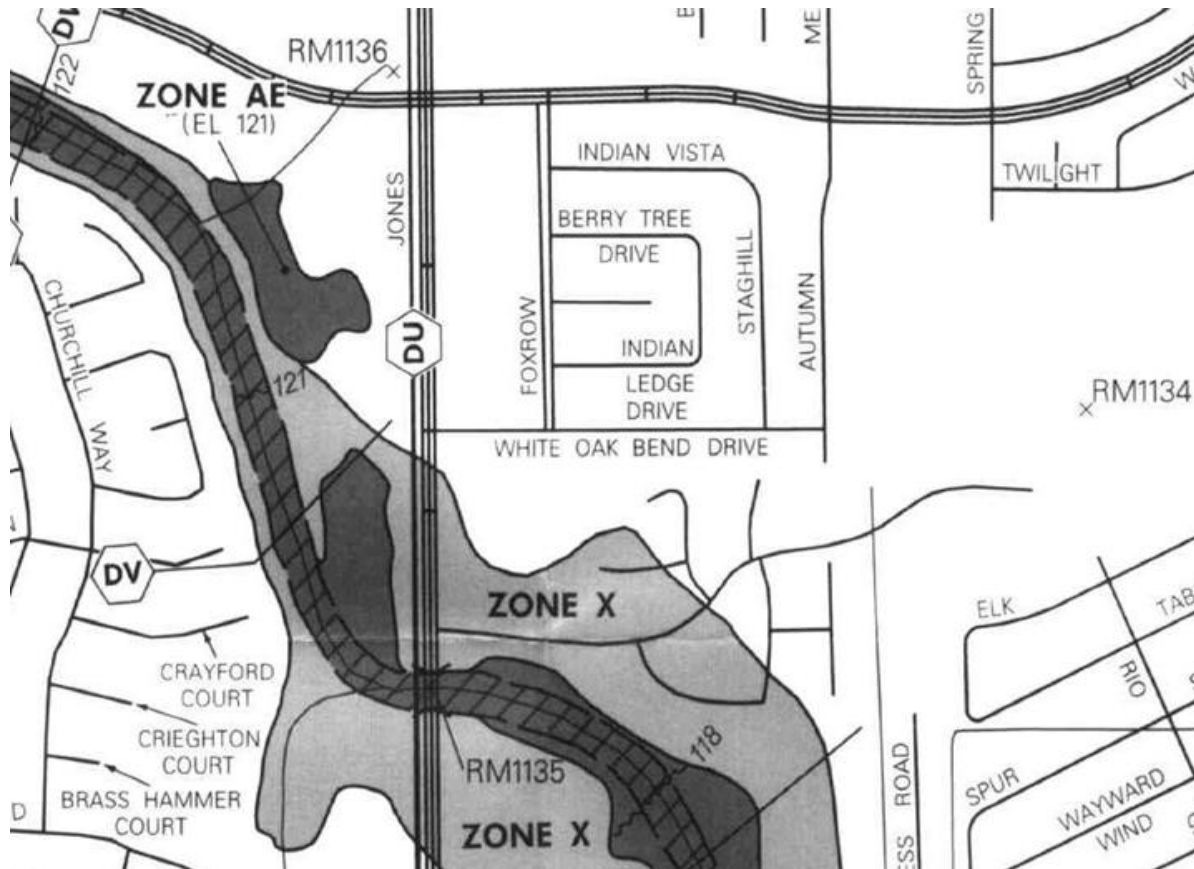 RM1136
122
ZONE AE
(EL 121)
SPRING
JONES
INDIAN VISTA
TWILIGHT
BERRY TREE
DRIVE
STAGHILL
AUTUMN
CHURCHILL WAY
DU
FOXROW
INDIAN
LEDGE
DRIVE
121
RM1134
WHITE OAK BEND DRIVE
DV
ZONE X
ELK
CRAYFORD
COURT
RIO
CRIEGHTON
COURT
118
RM1135
ROAD
SPUR
BRASS HAMMER
COURT
WAYWARD
WIND
ZONE X